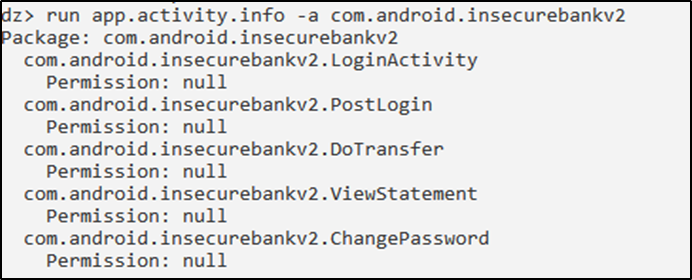 dz> run app.activity.info -a com.android.insecurebankv2
Package: com.android.insecurebankv2
  com.android.insecurebankv2.LoginActivity
    Permission: null
  com.android.insecurebankv2.PostLogin
    Permission: null
  com.android.insecurebankv2.DoTransfer
    Permission: null
  com.android.insecurebankv2.ViewStatement
    Permission: null
  com.android.insecurebankv2.ChangePassword
    Permission: null